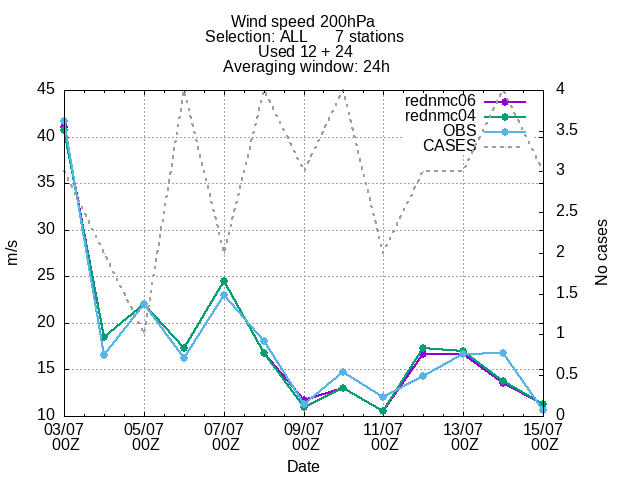 Wind speed 200hPa
Selection: ALL 7 stations
Used 12 + 24
Averaging window: 24h
rednmc06
rednmc04
OBS
CASES
45
40
35
30
25
20
15
10
m/s
4
3.5
3
2.5
2
1.5
1
0.5
0
No cases
03/07 05/07 07/07 09/07 11/07 13/07 15/07
00Z 00Z 00Z 00Z 00Z 00Z 00Z
Date